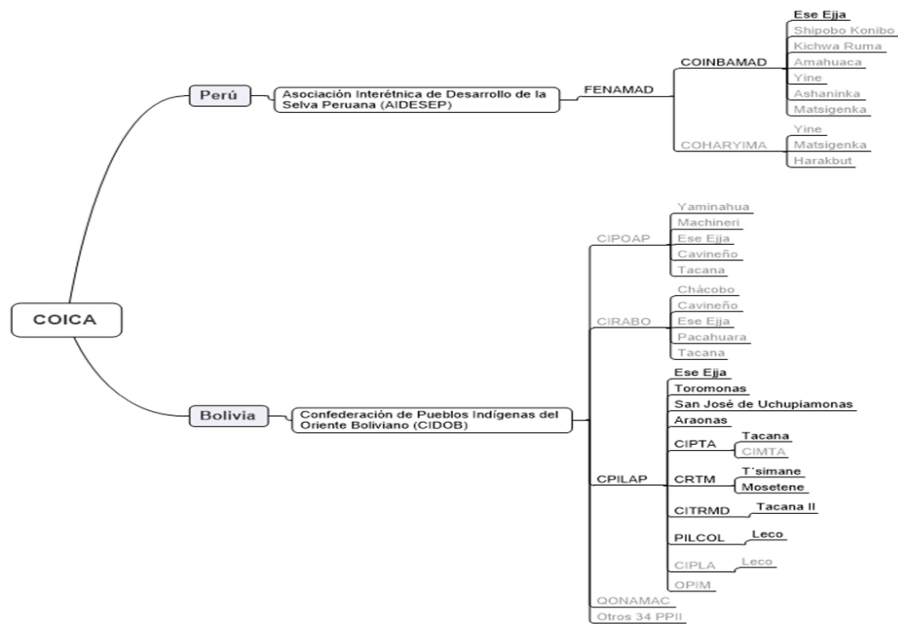 COICA
Perú
Asociación Interétnica de Desarrollo de la
Selva Peruana (AIDESEP)
FENAMAD
COINBAMAD
Ese Ejja
Shipobo Konibo
Kichwa Ruma
Amahuaca
Yine
Ashaninka
Matsigenka
COHARYIMA
Yine
Matsigenka
Harakbut
Bolivia
Confederación de Pueblos Indígenas del
Oriente Boliviano (CIDOB)
CIPOAP
Yaminahua
Machineri
Ese Ejja
Cavineño
Tacana
CIRABO
Chácobo
Cavineño
Ese Ejja
Pacahuara
Tacana
CPILAP
Ese Ejja
Toromonas
San José de Uchupiamonas
Araonas
CIPTA
Tacana
CIMTA
CRTM
T´simane
Mosetene
CITRMD
Tacana II
PILCOL
Leco
CIPLA
Leco
OPIM
QONAMAC
Otros 34 PPII